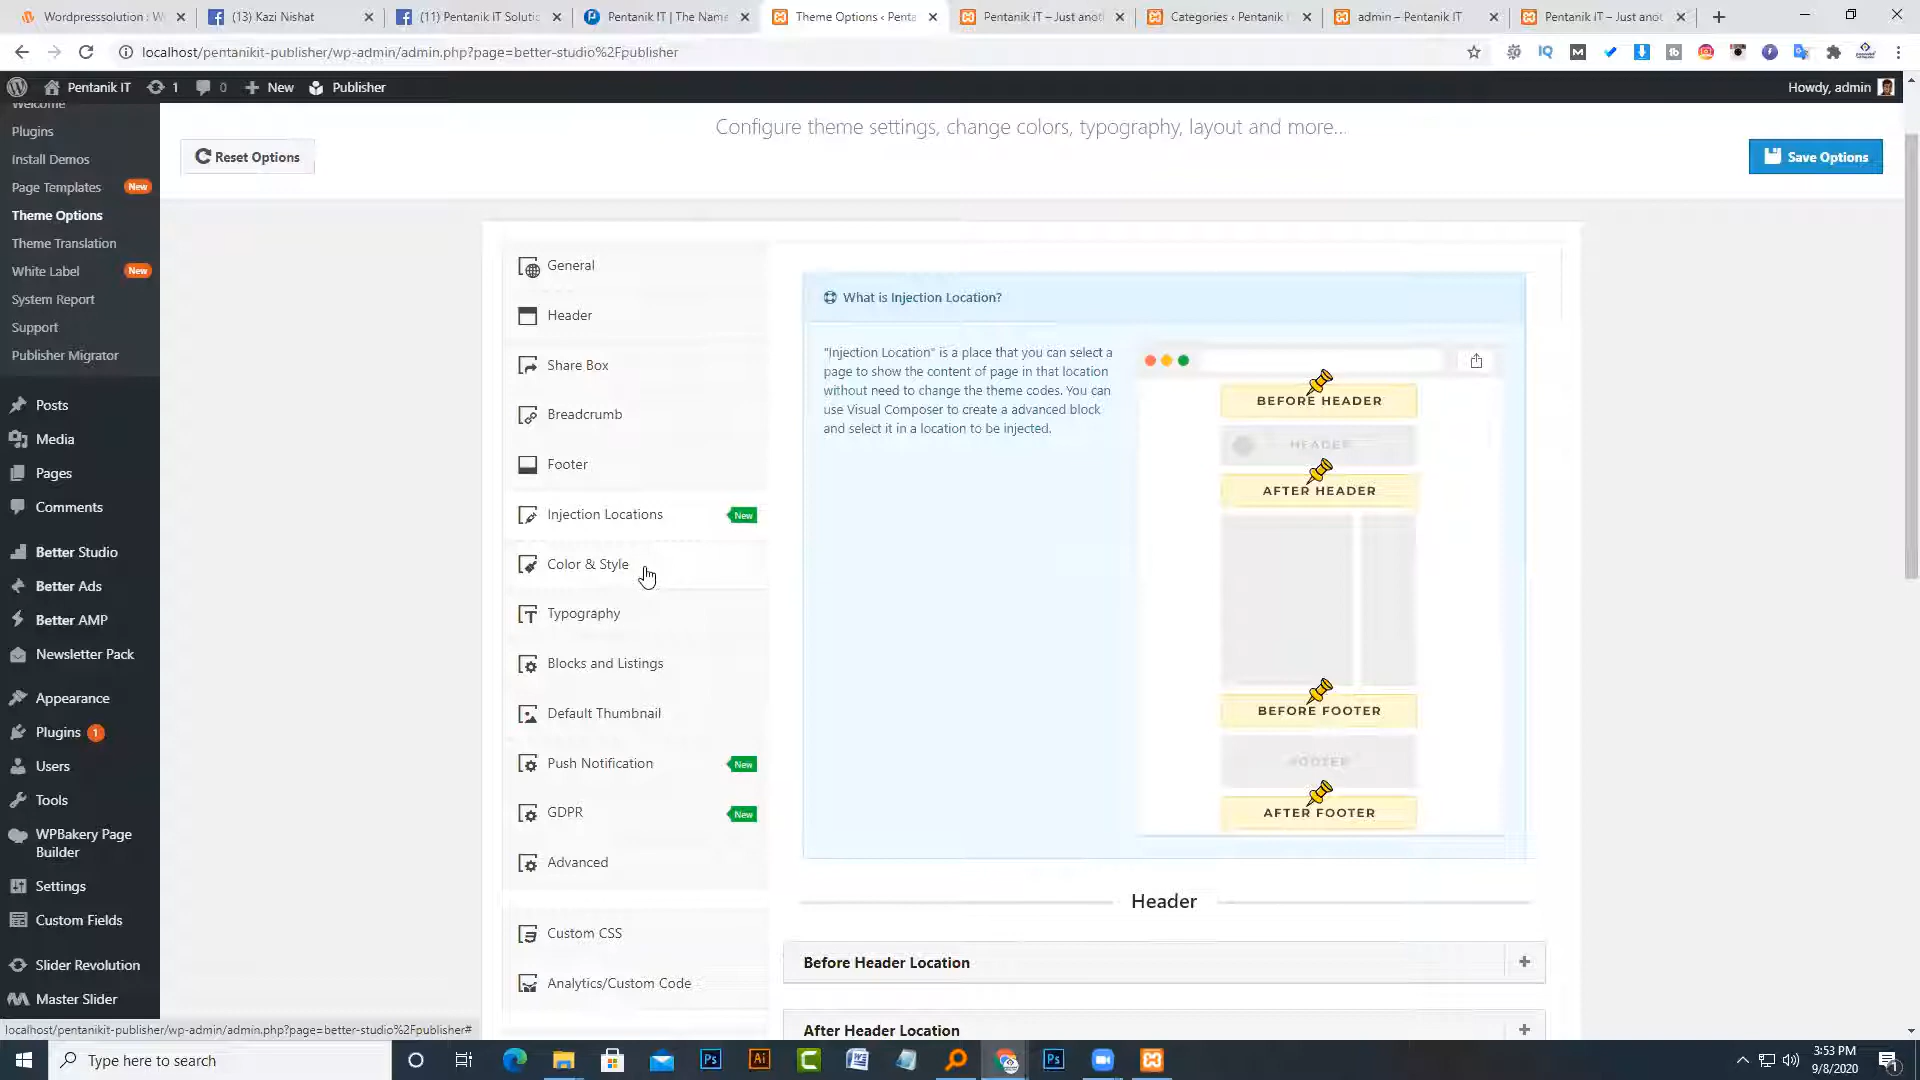 Wordpresssolution : W
(13) Kazi Nishat
(11) Pentanik IT Solutic
Pentanik IT | The Name
Theme Options ‹ Penta
Pentanik IT – Just anot
Categories ‹ Pentanik I
admin – Pentanik IT
Pentanik IT – Just anot
localhost/pentanikit-publisher/wp-admin/admin.php?page=better-studio%2Fpublisher
Pentanik IT
1
0
New
Publisher
Howdy, admin
Welcome
Plugins
Install Demos
Page Templates New
Theme Options
Theme Translation
White Label New
System Report
Support
Publisher Migrator
Posts
Media
Pages
Comments
Better Studio
Better Ads
Better AMP
Newsletter Pack
Appearance
Plugins 1
Users
Tools
WPBakery Page
Builder
Settings
Custom Fields
Slider Revolution
Master Slider
Configure theme settings, change colors, typography, layout and more...
Reset Options
Save Options
General
Header
Share Box
Breadcrumb
Footer
Injection Locations New
Color & Style
Typography
Blocks and Listings
Default Thumbnail
Push Notification New
GDPR New
Advanced
Custom CSS
Analytics/Custom Code
What is Injection Location?
"Injection Location" is a place that you can select a
page to show the content of page in that location
without need to change the theme codes. You can
use Visual Composer to create a advanced block
and select it in a location to be injected.
BEFORE HEADER
HEADER
AFTER HEADER
BEFORE FOOTER
FOOTER
AFTER FOOTER
Header
Before Header Location
After Header Location
localhost/pentanikit-publisher/wp-admin/admin.php?page=better-studio%2Fpublisher#
Type here to search
3:53 PM
9/8/2020